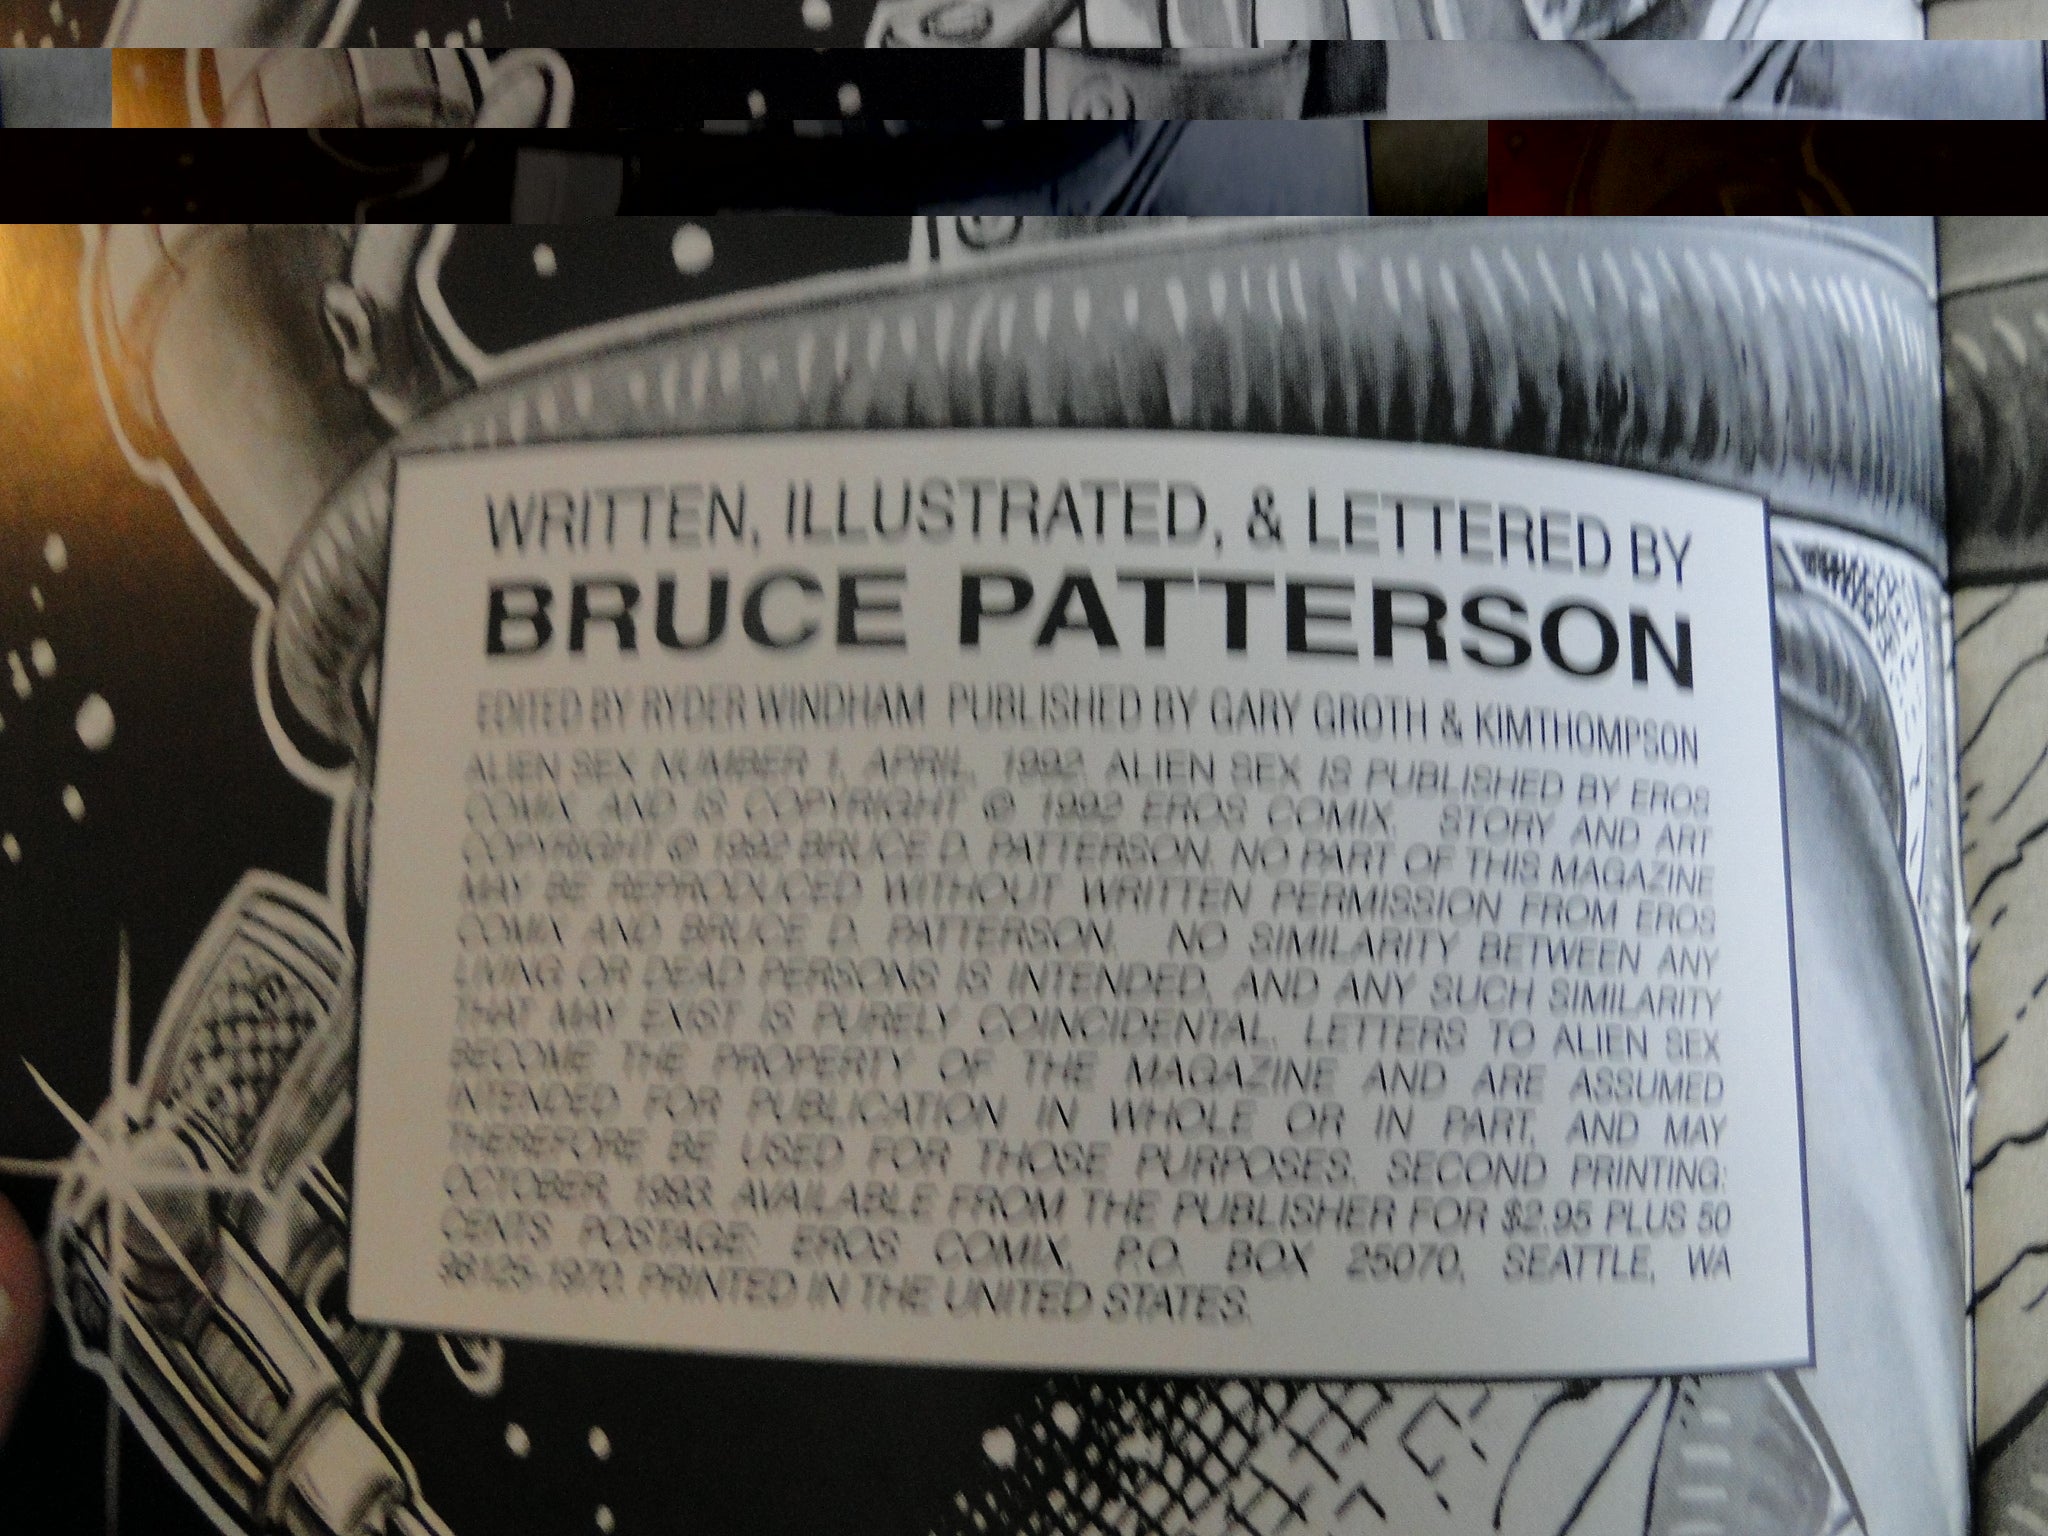 WRITTEN, ILLUSTRATED, & LETTERED BY
BRUCE PATTERSON
EDITED BY RYDER WINDHAM PUBLISHED BY GARY GROTH & KIM THOMPSON
ALIEN SEX NUMBER 1, APRIL, 1992. ALIEN SEX IS PUBLISHED BY EROS
COMIX AND IS COPYRIGHT © 1992 EROS COMIX. STORY AND ART
COPYRIGHT © 1992 BRUCE D. PATTERSON. NO PART OF THIS MAGAZINE
MAY BE REPRODUCED WITHOUT WRITTEN PERMISSION FROM EROS
COMIX AND BRUCE D. PATTERSON. NO SIMILARITY BETWEEN ANY
LIVING OR DEAD PERSONS IS INTENDED, AND ANY SUCH SIMILARITY
THAT MAY EXIST IS PURELY COINCIDENTAL. LETTERS TO ALIEN SEX
BECOME THE PROPERTY OF THE MAGAZINE AND ARE ASSUMED
INTENDED FOR PUBLICATION IN WHOLE OR IN PART, AND MAY
THEREFORE BE USED FOR THOSE PURPOSES. SECOND PRINTING:
OCTOBER, 1993. AVAILABLE FROM THE PUBLISHER FOR $2.95 PLUS 50
CENTS POSTAGE: EROS COMIX, P.O. BOX 25070, SEATTLE, WA
98125-1970. PRINTED IN THE UNITED STATES.